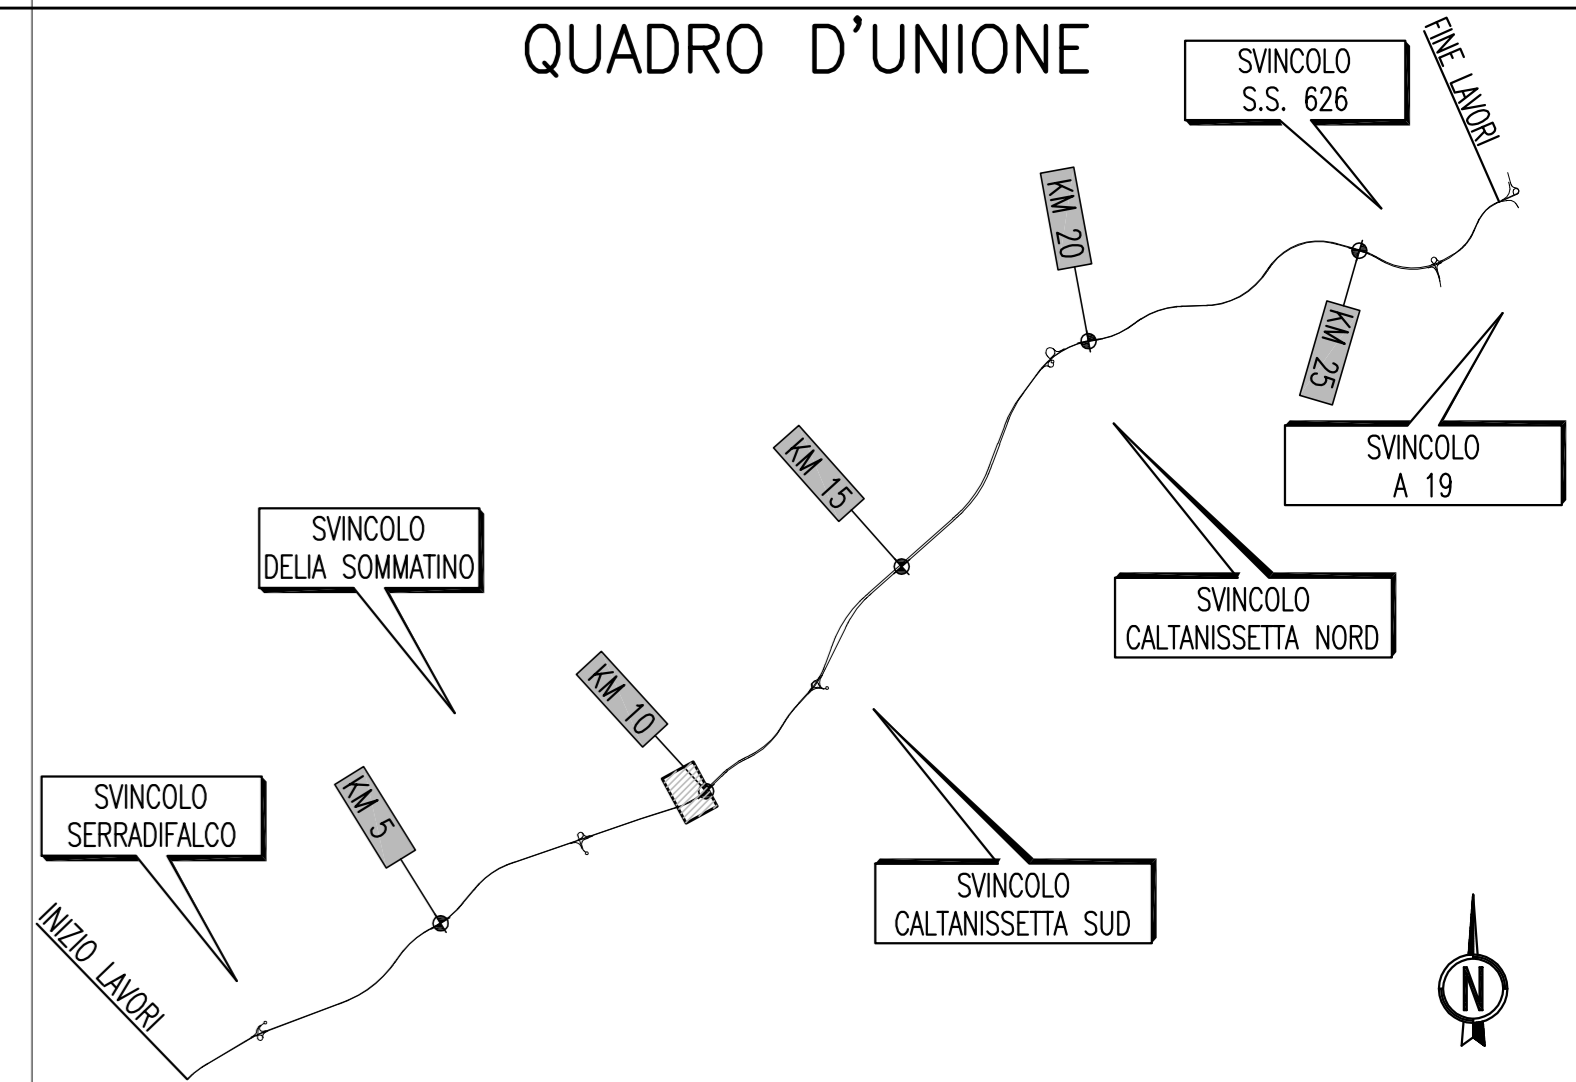 QUADRO D'UNIONE
SVINCOLO
S.S. 626
FINE LAVORI
KM 20
KM 25
SVINCOLO
A 19
KM 15
SVINCOLO
DELIA SOMMATINO
SVINCOLO
CALTANISSETTA NORD
KM 10
KM 5
SVINCOLO
SERRADIFALCO
SVINCOLO
CALTANISSETTA SUD
INIZIO LAVORI
N